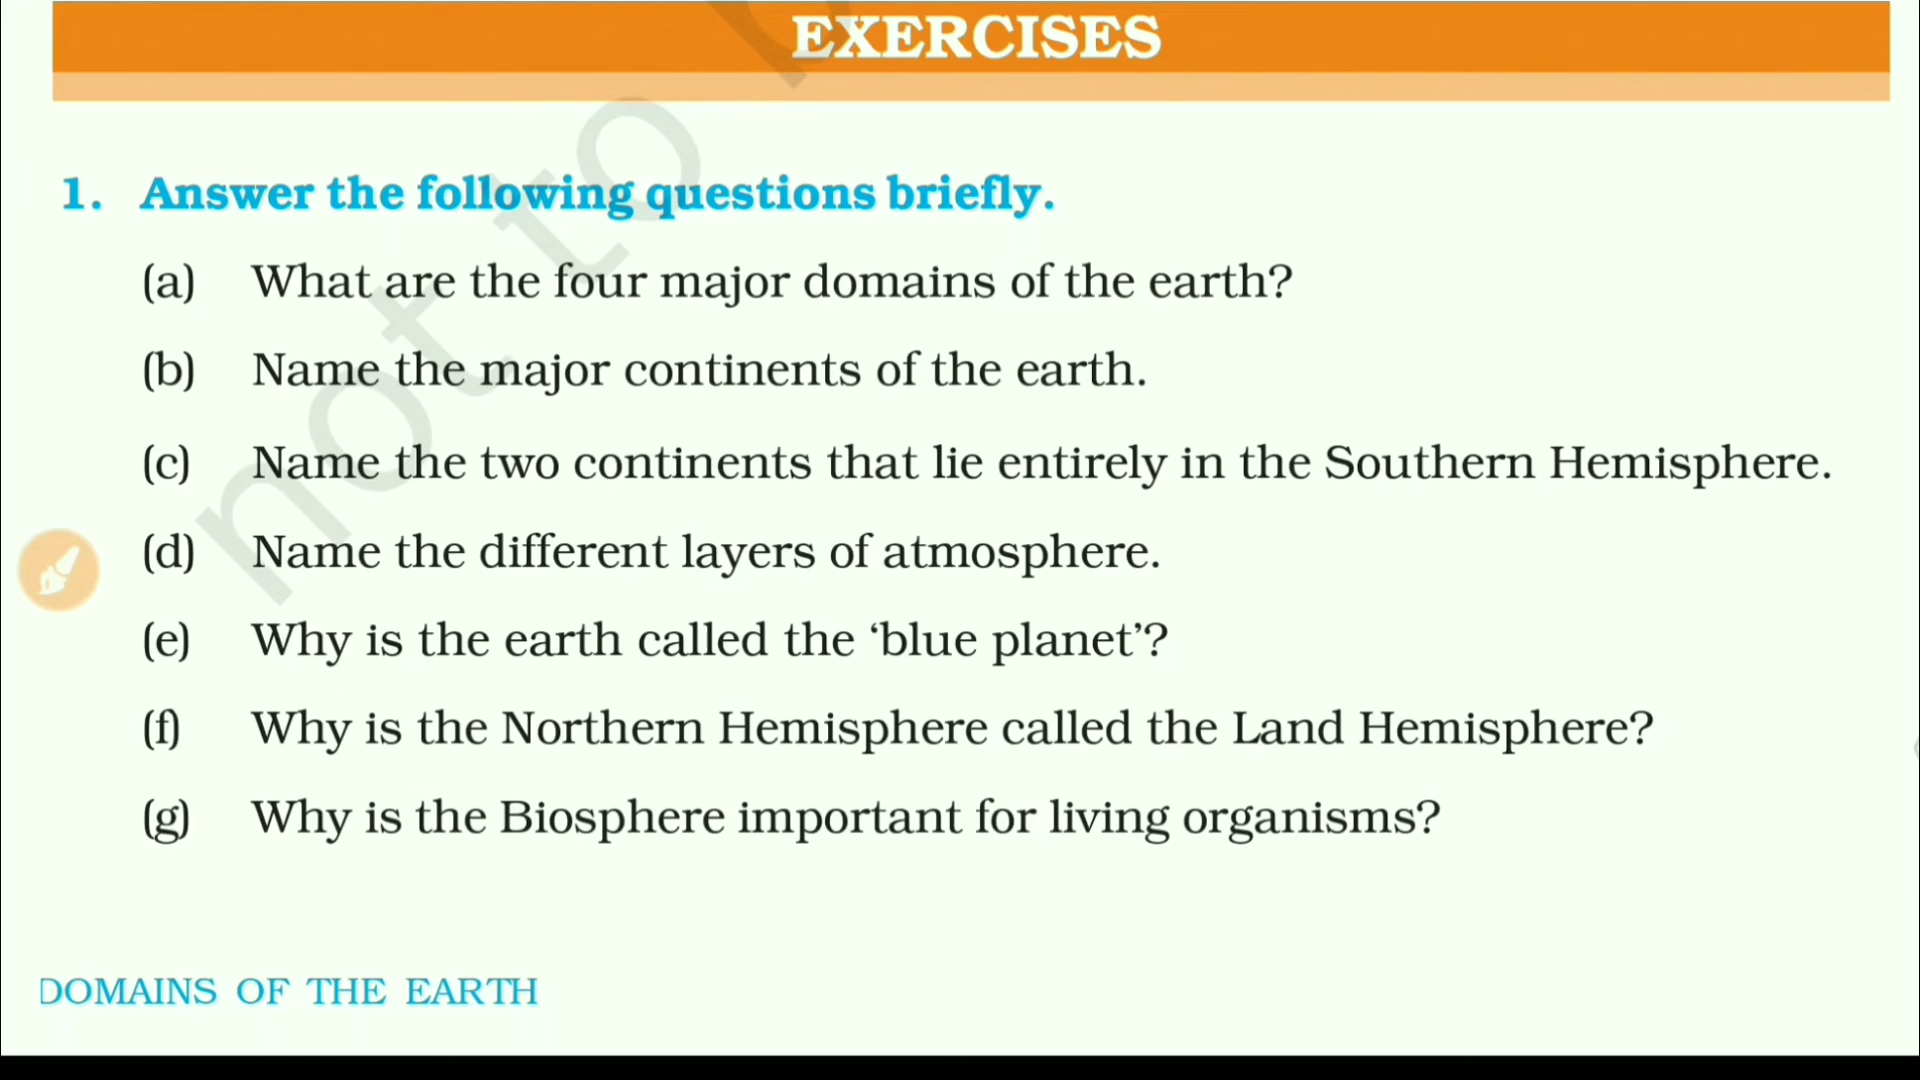 EXERCISES
1. Answer the following questions briefly.
(a) What are the four major domains of the earth?
(b) Name the major continents of the earth.
(c) Name the two continents that lie entirely in the Southern Hemisphere.
(d) Name the different layers of atmosphere.
(e) Why is the earth called the ‘blue planet’?
(f) Why is the Northern Hemisphere called the Land Hemisphere?
(g) Why is the Biosphere important for living organisms?
not to
DOMAINS OF THE EARTH